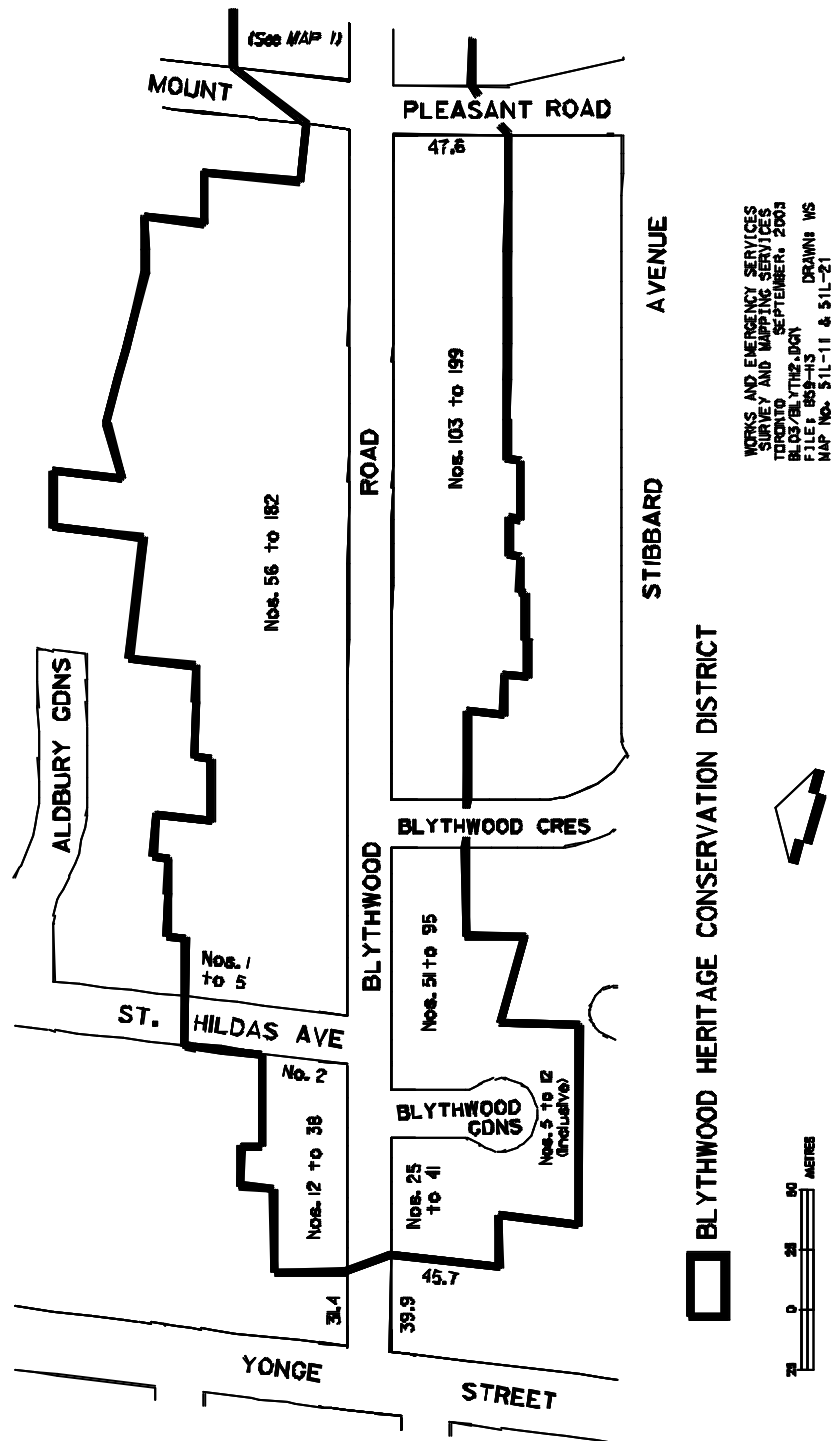 (See MAP 1)
MOUNT
PLEASANT ROAD
47.6
AVENUE
Nos. 103 to 199
ROAD
Nos. 56 to 182
STIBBARD
ALDBURY GDNS
BLYTHWOOD CRES
BLYTHWOOD
Nos. 1
to 5
Nos. 51 to 95
ST. HILDAS AVE
No. 2
BLYTHWOOD
GDNS
Nos. 5 to 12
(inclusive)
Nos. 12 to 38
Nos. 25
to 41
45.7
31.4
39.9
YONGE
STREET
WORKS AND EMERGENCY SERVICES
SURVEY AND MAPPING SERVICES
TORONTO SEPTEMBER, 2003
BL03/BLYTH2.DGN
FILE: B59-H3 DRAWN: WS
MAP No. 51L-11 & 51L-21
BLYTHWOOD HERITAGE CONSERVATION DISTRICT
25 0 25 50
METRES